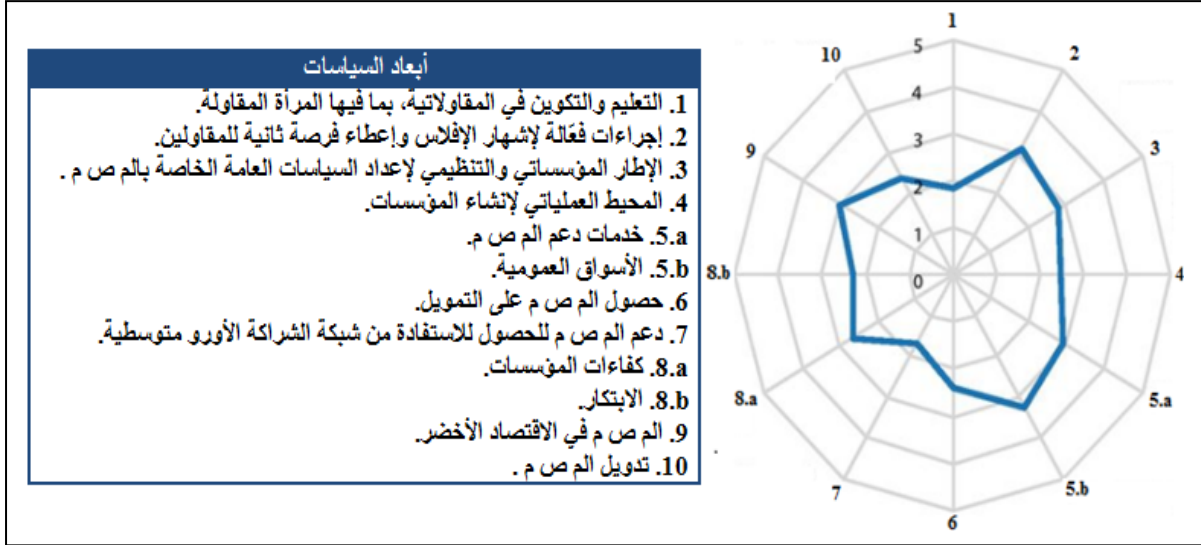 أبعاد السياسات
1. التعليم والتكوين في المقاولاتية، بما فيها المرأة المقاولة.
2. إجراءات فعّالة لإشهار الإفلاس وإعطاء فرصة ثانية للمقاولين.
3. الإطار المؤسساتي والتنظيمي لإعداد السياسات العامة الخاصة بالم ص م .
4. المحيط العملياتي لإنشاء المؤسسات.
5.a. خدمات دعم الم ص م.
5.b. الأسواق العمومية.
6. حصول الم ص م على التمويل.
7. دعم الم ص م للحصول للاستفادة من شبكة الشراكة الأورو متوسطية.
8.a. كفاءات المؤسسات.
8.b. الابتكار.
9. الم ص م في الاقتصاد الأخضر.
10. تدويل الم ص م .
1
2
3
4
5.a
5.b
6
7
8.a
8.b
9
10
5
4
3
2
1
0